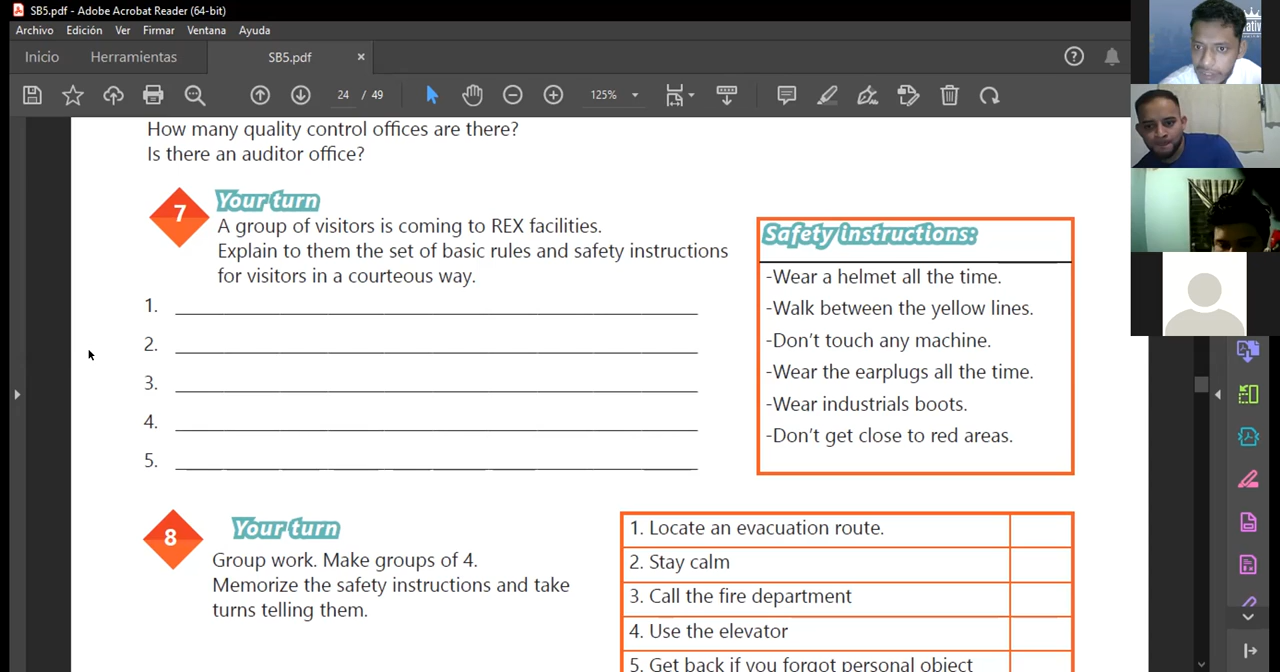 SB5.pdf - Adobe Acrobat Reader (64-bit)
Archivo Edición Ver Firmar Ventana Ayuda
Inicio Herramientas SB5.pdf ×
24 / 49 125%
How many quality control offices are there?
Is there an auditor office?
7 Your turn
A group of visitors is coming to REX facilities.
Explain to them the set of basic rules and safety instructions
for visitors in a courteous way.
1.
2.
3.
4.
5.
Safety instructions:
-Wear a helmet all the time.
-Walk between the yellow lines.
-Don't touch any machine.
-Wear the earplugs all the time.
-Wear industrials boots.
-Don't get close to red areas.
8 Your turn
Group work. Make groups of 4.
Memorize the safety instructions and take
turns telling them.
1. Locate an evacuation route.
2. Stay calm
3. Call the fire department
4. Use the elevator
5. Get back if you forgot personal object